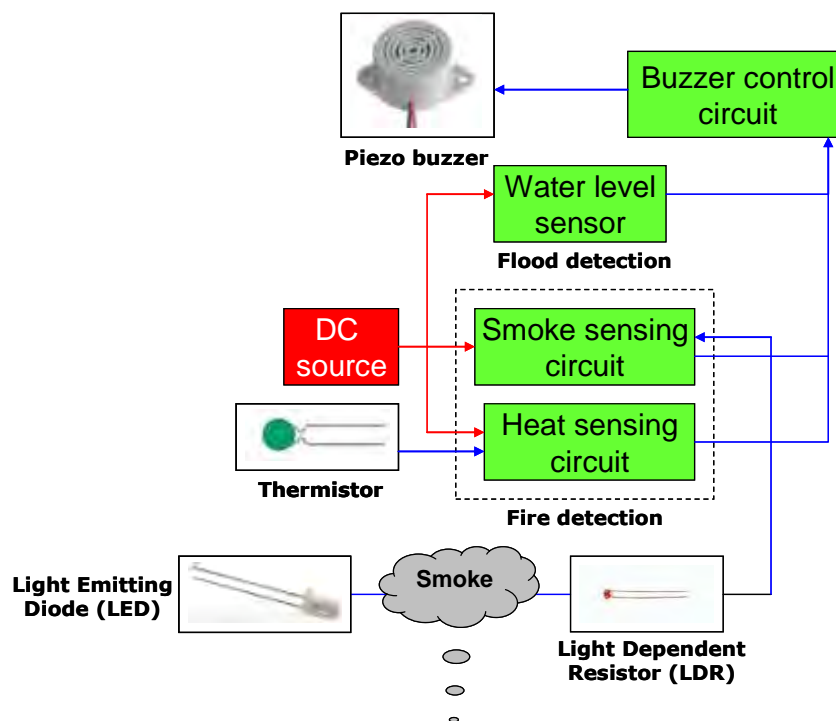 Buzzer control
circuit
Piezo buzzer
Water level
sensor
Flood detection
DC
source
Smoke sensing
circuit
Heat sensing
circuit
Thermistor
Fire detection
Light Emitting
Diode (LED)
Smoke
Light Dependent
Resistor (LDR)